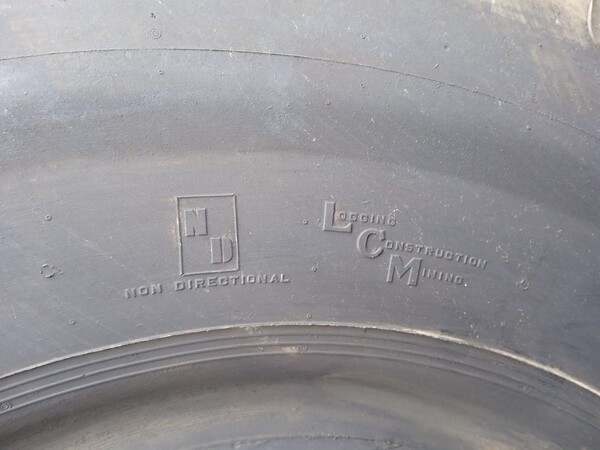 N
D
NON DIRECTIONAL
LOGGING
CONSTRUCTION
MINING